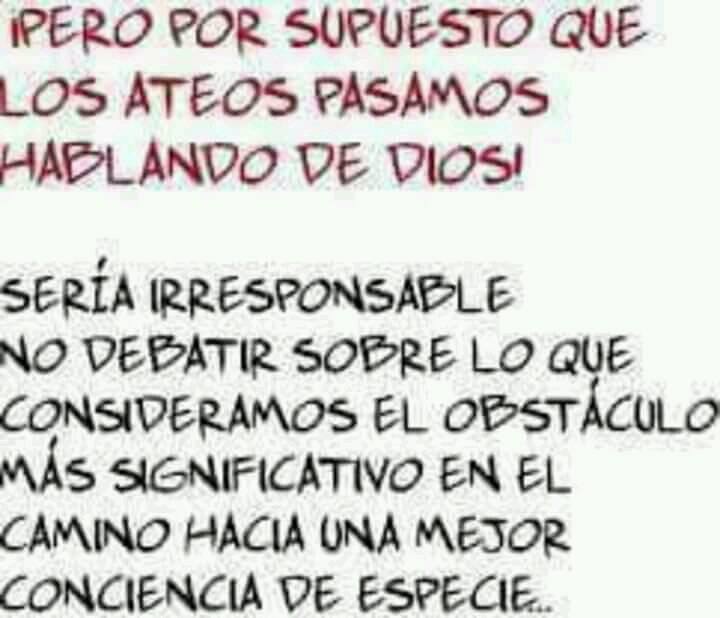 ¡PERO POR SUPUESTO QUE
LOS ATEOS PASAMOS
HABLANDO DE DIOS!
SERÍA IRRESPONSABLE
NO DEBATIR SOBRE LO QUE
CONSIDERAMOS EL OBSTÁCULO
MÁS SIGNIFICATIVO EN EL
CAMINO HACIA UNA MEJOR
CONCIENCIA DE ESPECIE...